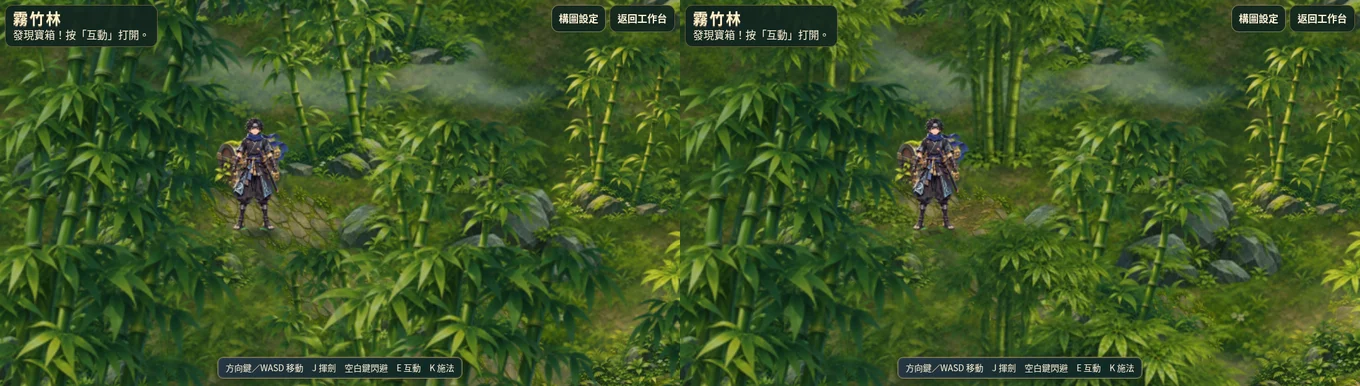 霧竹林
發現寶箱！按「互動」打開。
構圖設定
返回工作台
方向鍵／WASD 移動 J 揮劍 空白鍵閃避 E 互動 K 施法
霧竹林
發現寶箱！按「互動」打開。
構圖設定
返回工作台
方向鍵／WASD 移動 J 揮劍 空白鍵閃避 E 互動 K 施法